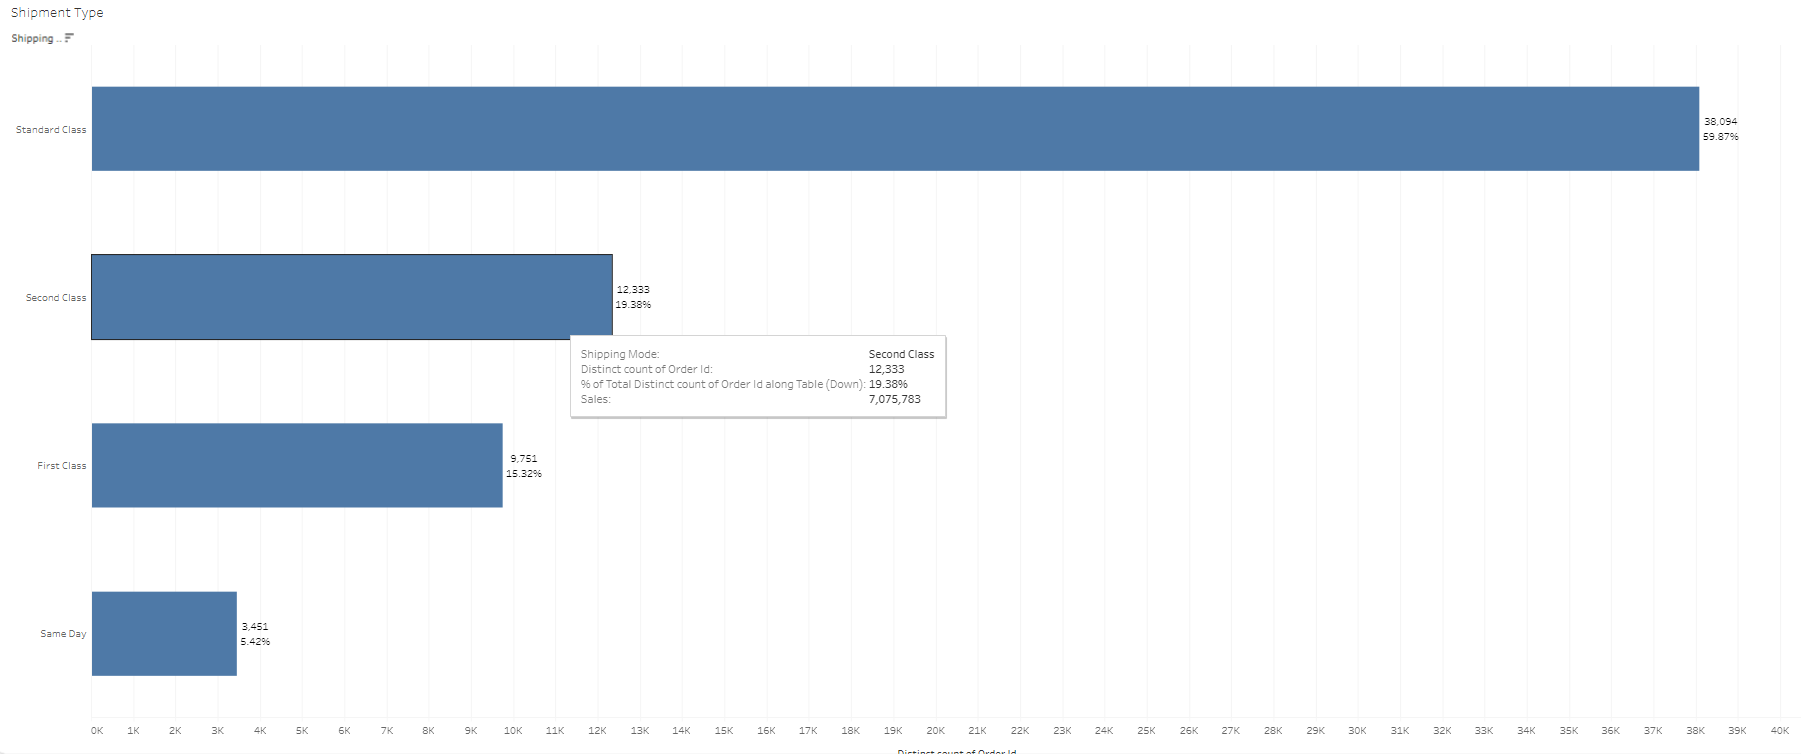 Shipment Type
Shipping ..
Standard Class
38,094
59.87%
Second Class
12,333
19.38%
Shipping Mode: Second Class
Distinct count of Order Id: 12,333
% of Total Distinct count of Order Id along Table (Down): 19.38%
Sales: 7,075,783
First Class
9,751
15.32%
Same Day
3,451
5.42%
0K 1K 2K 3K 4K 5K 6K 7K 8K 9K 10K 11K 12K 13K 14K 15K 16K 17K 18K 19K 20K 21K 22K 23K 24K 25K 26K 27K 28K 29K 30K 31K 32K 33K 34K 35K 36K 37K 38K 39K 40K
Distinct count of Order Id